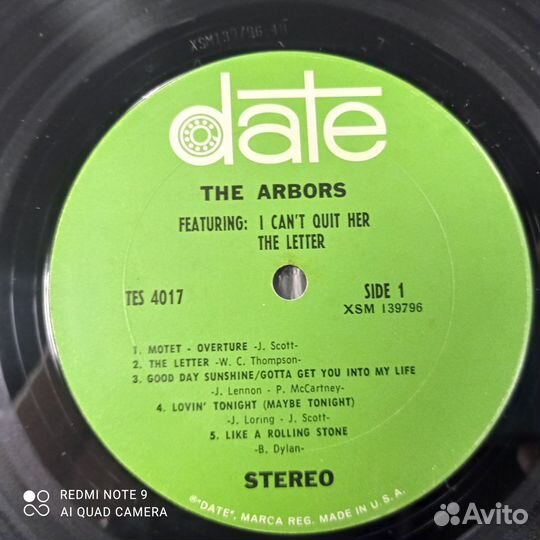 XSM139796
date
THE ARBORS
FEATURING: I CAN'T QUIT HER
THE LETTER
TES 4017
SIDE 1
XSM 139796
1. MOTET - OVERTURE -J. Scott-
2. THE LETTER -W. C. Thompson-
3. GOOD DAY SUNSHINE/GOTTA GET YOU INTO MY LIFE
-J. Lennon - P. McCartney-
4. LOVIN' TONIGHT (MAYBE TONIGHT)
-J. Loring - J. Scott-
5. LIKE A ROLLING STONE
-B. Dylan-
STEREO
®"DATE", MARCA REG. MADE IN U.S.A.
REDMI NOTE 9
AI QUAD CAMERA
Avito